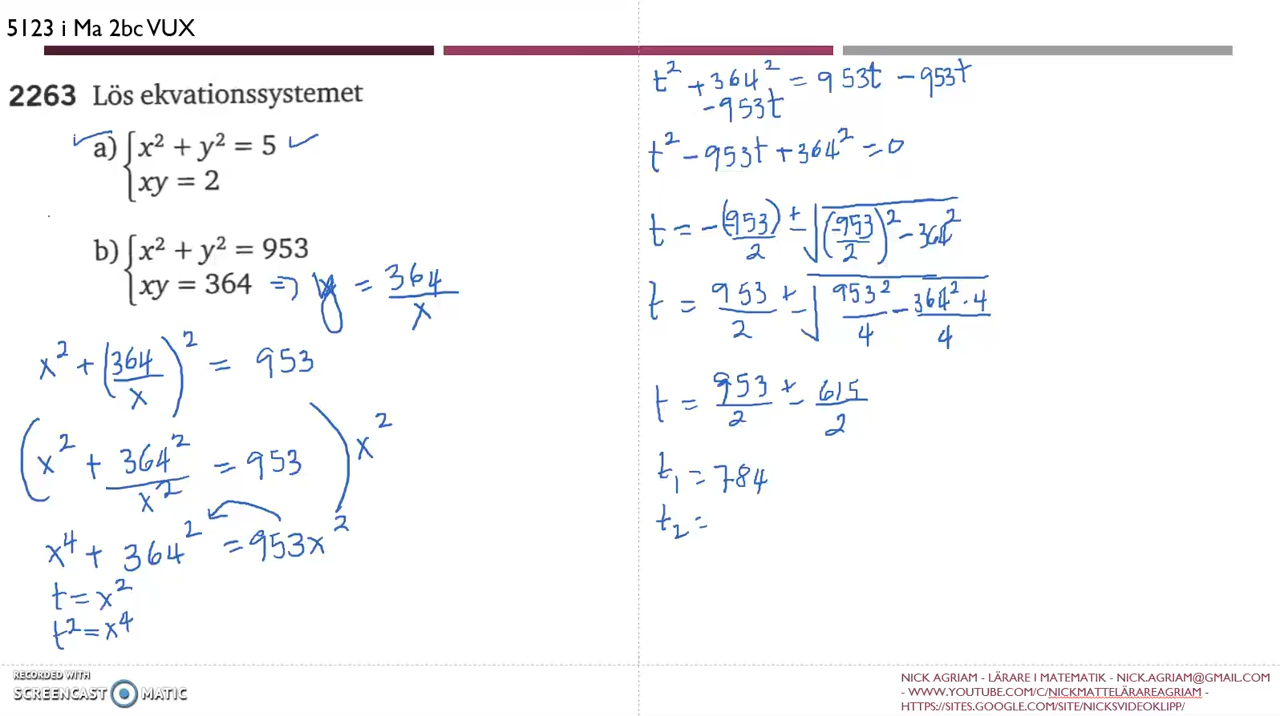 5123 i Ma 2bc VUX
2263 Lös ekvationssystemet
a) { x² + y² = 5
xy = 2
b) { x² + y² = 953
xy = 364 ⇒ y = 364/x
x² + (364/x)² = 953
(x² + 364²/x² = 953) x²
x⁴ + 364² = 953x²
t = x²
t² = x⁴
t² + 364² = 953t − 953t
− 953t
t² − 953t + 364² = 0
t = −(−953)/2 ± √((−953/2)² − 364²)
t = 953/2 ± √(953²/4 − 364²·4/4)
t = 953/2 ± 615/2
t₁ = 784
t₂ =
RECORDED WITH
SCREENCAST MATIC
NICK AGRIAM - LÄRARE I MATEMATIK - NICK.AGRIAM@GMAIL.COM
- WWW.YOUTUBE.COM/C/NICKMATTELÄRAREAGRIAM -
HTTPS://SITES.GOOGLE.COM/SITE/NICKSVIDEOKLIPP/